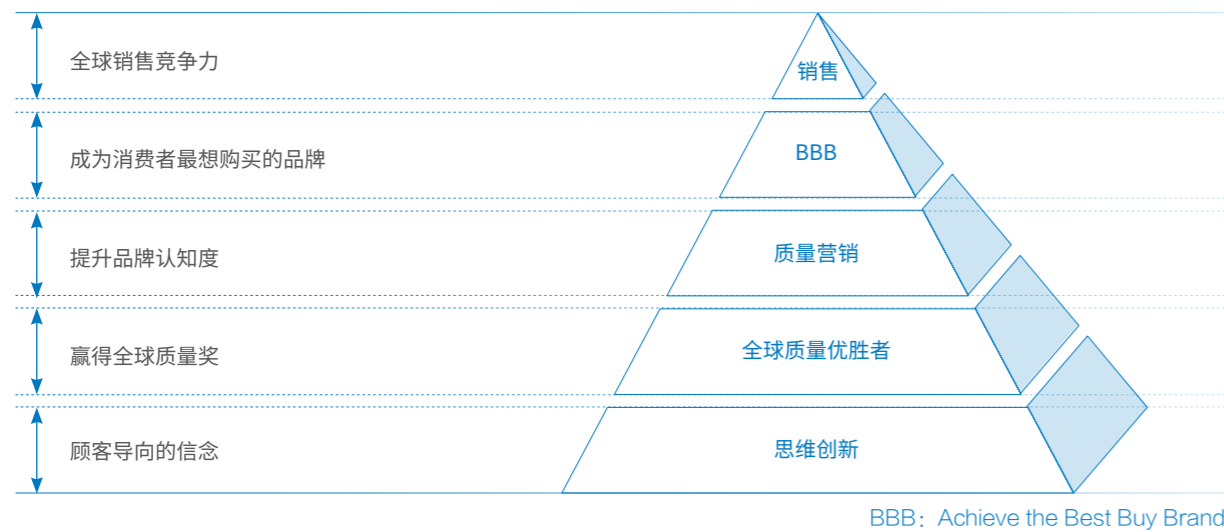 全球销售竞争力
销售
成为消费者最想购买的品牌
BBB
提升品牌认知度
质量营销
赢得全球质量奖
全球质量优胜者
顾客导向的信念
思维创新
BBB：Achieve the Best Buy Brand